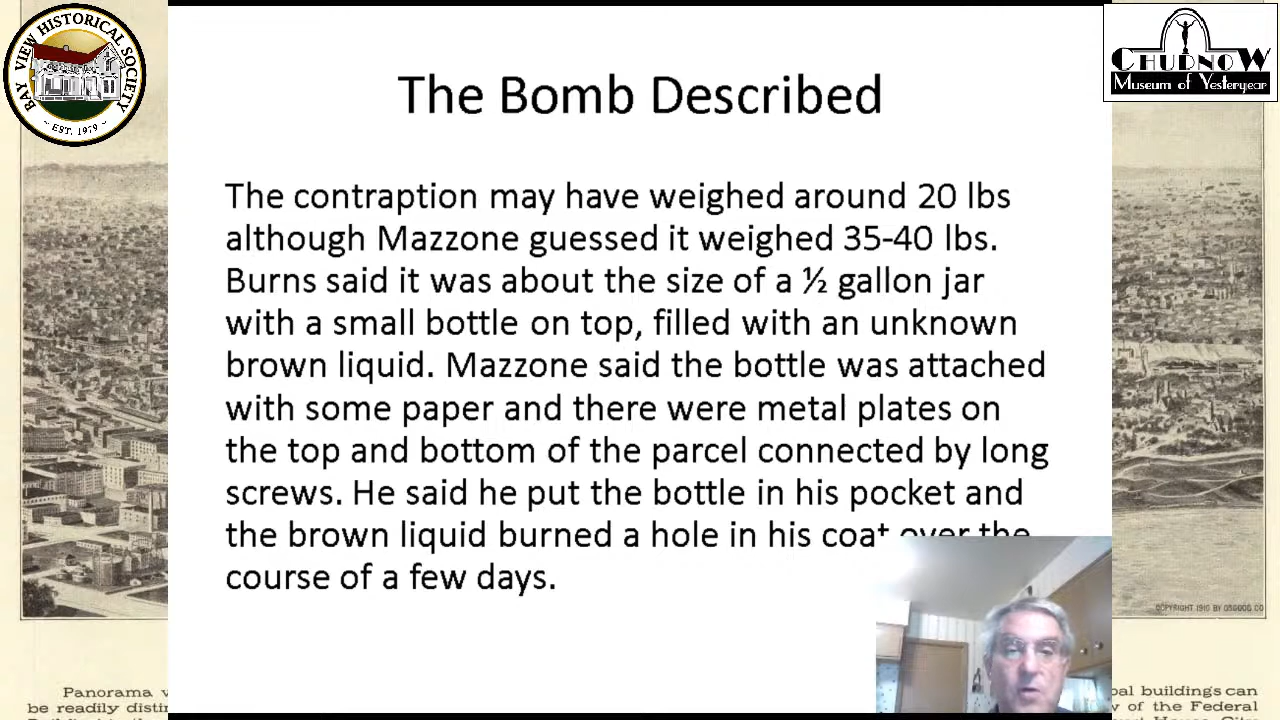 BAY VIEW HISTORICAL SOCIETY
~ EST. 1979 ~
CHUDNOW
Museum of Yesteryear
The Bomb Described
The contraption may have weighed around 20 lbs
although Mazzone guessed it weighed 35-40 lbs.
Burns said it was about the size of a ½ gallon jar
with a small bottle on top, filled with an unknown
brown liquid. Mazzone said the bottle was attached
with some paper and there were metal plates on
the top and bottom of the parcel connected by long
screws. He said he put the bottle in his pocket and
the brown liquid burned a hole in his coat over the
course of a few days.
COPYRIGHT 1910 BY OSGOOD CO
Panorama
be readily
buildings can
of the Federal